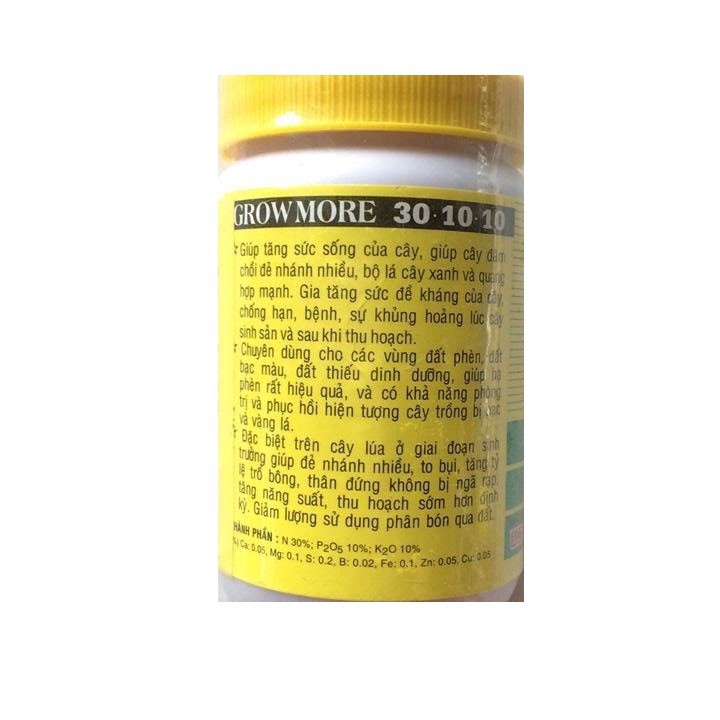 GROW MORE 30-10-10
Giúp tăng sức sống của cây, giúp cây đâm
chồi đẻ nhánh nhiều, bộ lá cây xanh và quang
hợp mạnh. Gia tăng sức đề kháng của cây,
chống hạn, bệnh, sự khủng hoảng lúc cây
sinh sản và sau khi thu hoạch.
Chuyên dùng cho các vùng đất phèn, đất
bạc màu, đất thiếu dinh dưỡng, giúp hạ
phèn rất hiệu quả, và có khả năng phòng
trị và phục hồi hiện tượng cây trồng bị bạc
và vàng lá.
Đặc biệt trên cây lúa ở giai đoạn sinh
trưởng giúp đẻ nhánh nhiều, to bụi, tăng tỷ
lệ trổ bông, thân đứng không bị ngã rạp,
tăng năng suất, thu hoạch sớm hơn định
kỳ. Giảm lượng sử dụng phân bón qua đất.
THÀNH PHẦN : N 30%; P2O5 10%; K2O 10%
Ca: 0.05, Mg: 0.1, S: 0.2, B: 0.02, Fe: 0.1, Zn: 0.05, Cu: 0.05